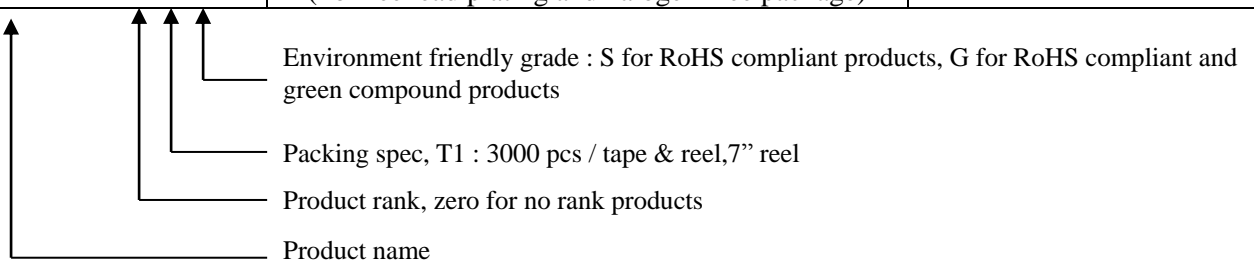 Environment friendly grade : S for RoHS compliant products, G for RoHS compliant and
green compound products
Packing spec, T1 : 3000 pcs / tape & reel,7” reel
Product rank, zero for no rank products
Product name